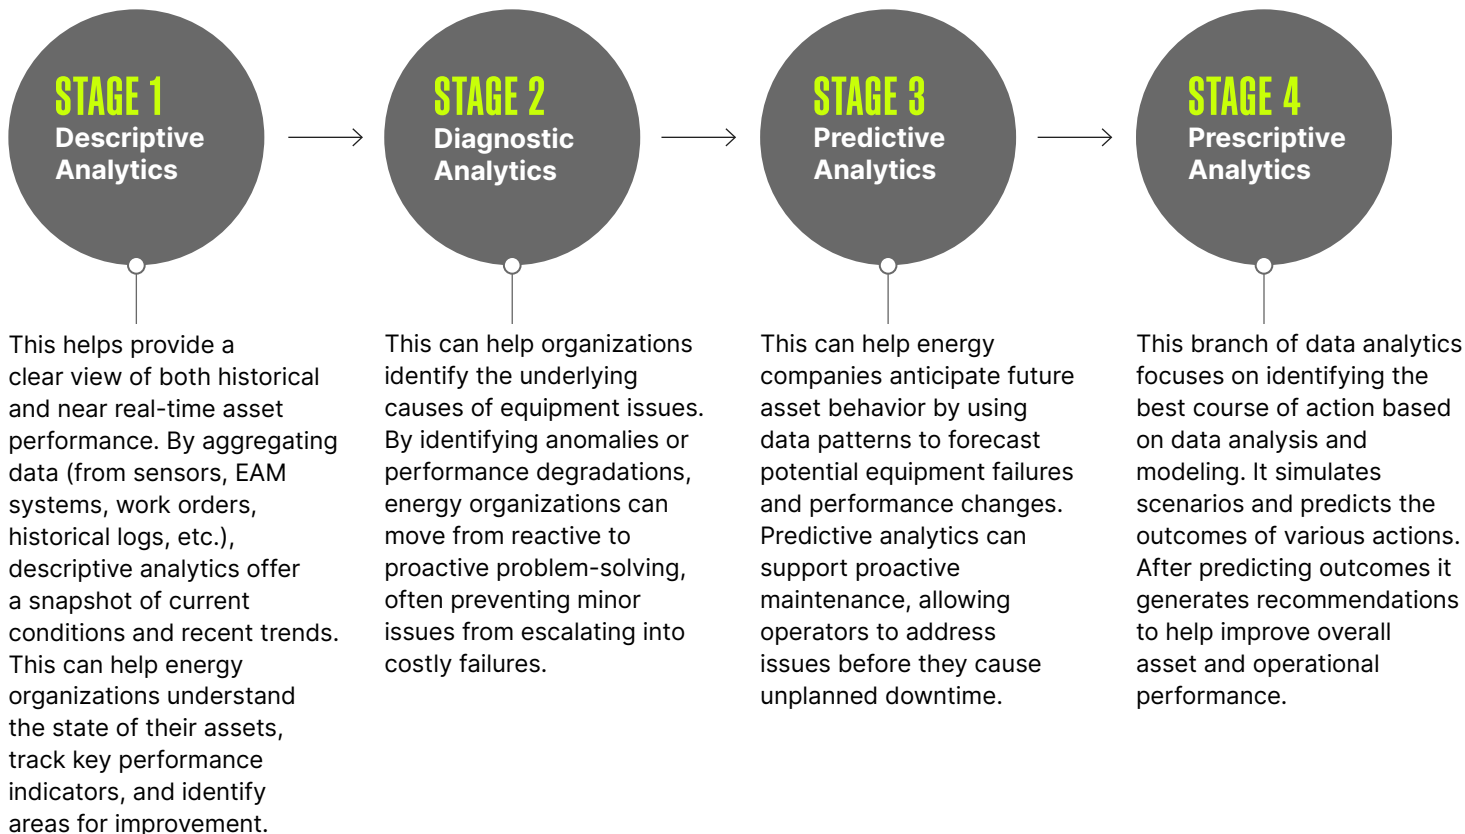 STAGE 1
Descriptive
Analytics
This helps provide a
clear view of both historical
and near real-time asset
performance. By aggregating
data (from sensors, EAM
systems, work orders,
historical logs, etc.),
descriptive analytics offer
a snapshot of current
conditions and recent trends.
This can help energy
organizations understand
the state of their assets,
track key performance
indicators, and identify
areas for improvement.
STAGE 2
Diagnostic
Analytics
This can help organizations
identify the underlying
causes of equipment issues.
By identifying anomalies or
performance degradations,
energy organizations can
move from reactive to
proactive problem-solving,
often preventing minor
issues from escalating into
costly failures.
STAGE 3
Predictive
Analytics
This can help energy
companies anticipate future
asset behavior by using
data patterns to forecast
potential equipment failures
and performance changes.
Predictive analytics can
support proactive
maintenance, allowing
operators to address
issues before they cause
unplanned downtime.
STAGE 4
Prescriptive
Analytics
This branch of data analytics
focuses on identifying the
best course of action based
on data analysis and
modeling. It simulates
scenarios and predicts the
outcomes of various actions.
After predicting outcomes it
generates recommendations
to help improve overall
asset and operational
performance.